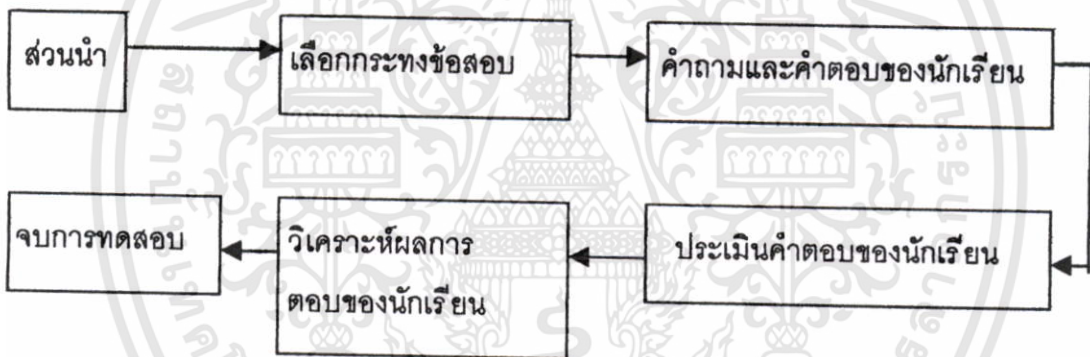 ส่วนนำ
เลือกกระทงข้อสอบ
คำถามและคำตอบของนักเรียน
ประเมินคำตอบของนักเรียน
วิเคราะห์ผลการ
ตอบของนักเรียน
จบการทดสอบ